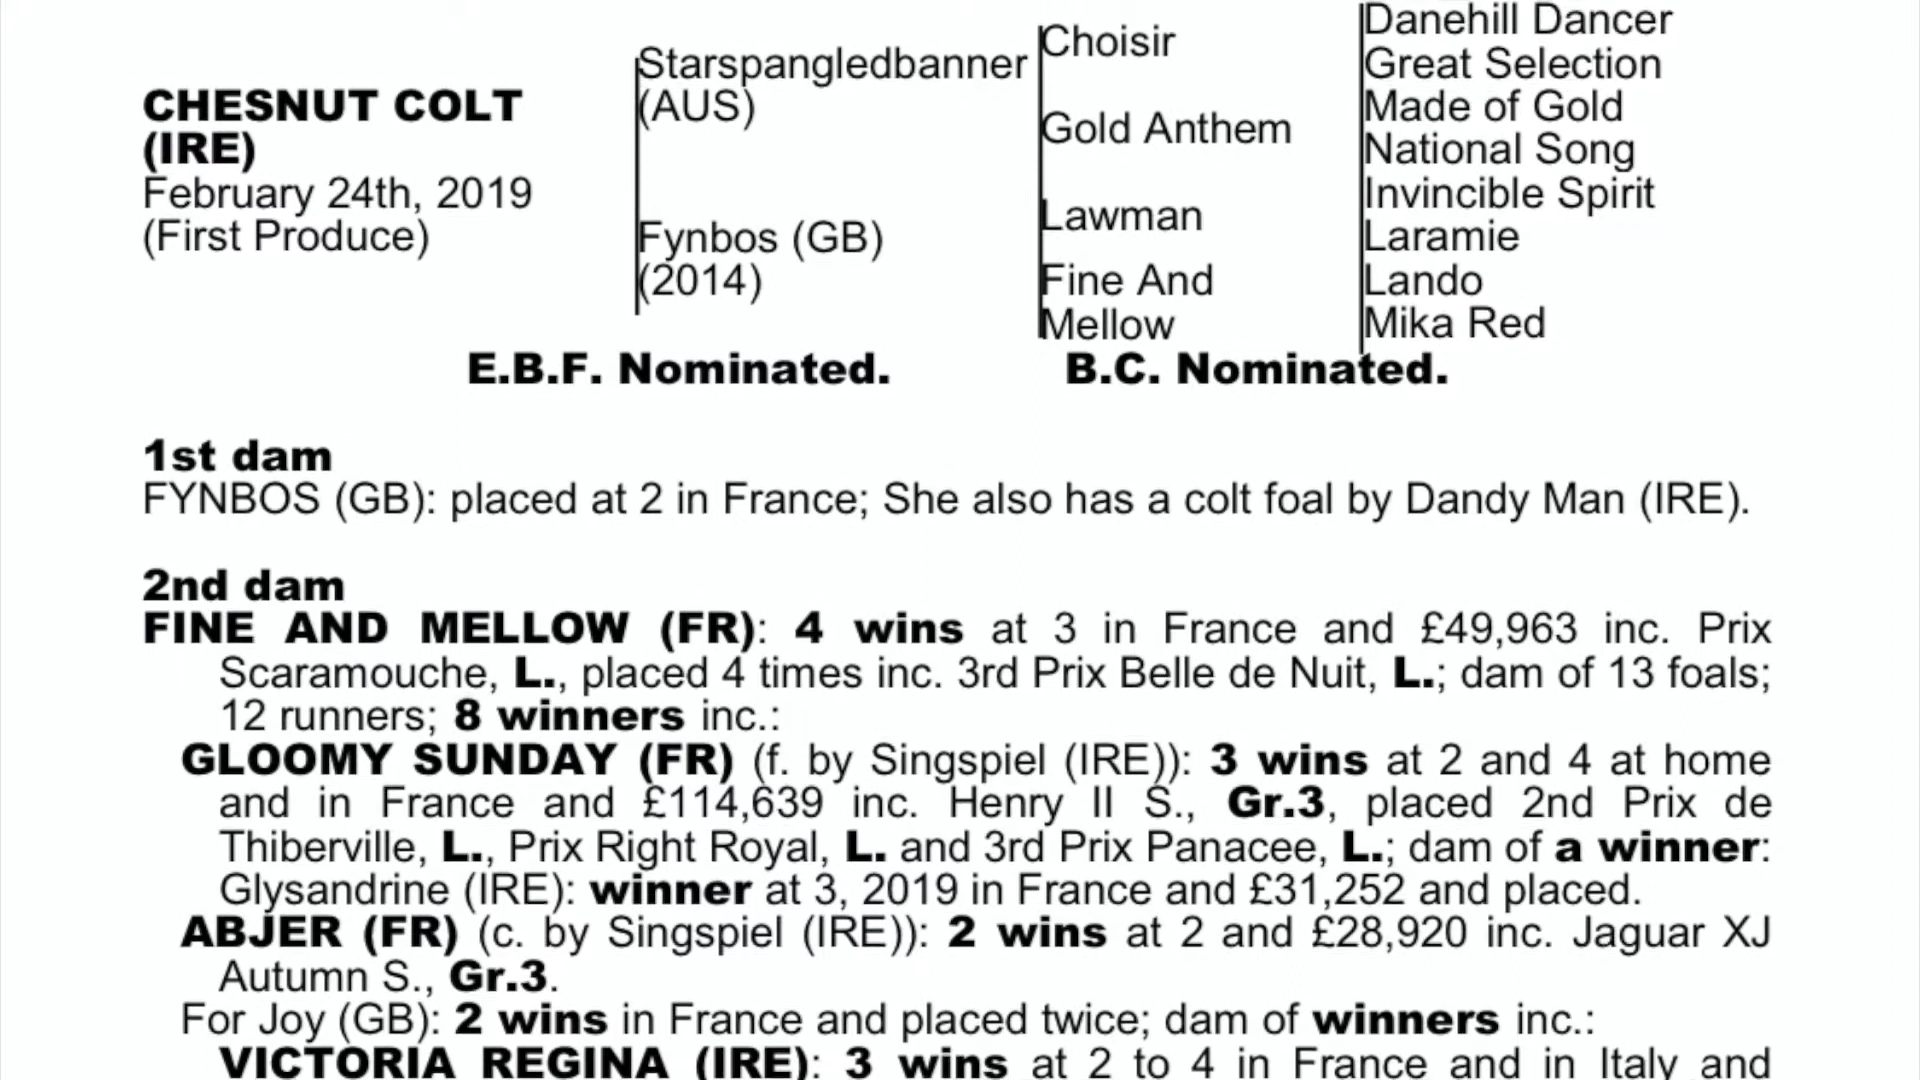 CHESNUT COLT
(IRE)
February 24th, 2019
(First Produce)
Starspangledbanner
(AUS)
Fynbos (GB)
(2014)
Choisir
Gold Anthem
Lawman
Fine And
Mellow
Danehill Dancer
Great Selection
Made of Gold
National Song
Invincible Spirit
Laramie
Lando
Mika Red
E.B.F. Nominated. B.C. Nominated.
1st dam
FYNBOS (GB): placed at 2 in France; She also has a colt foal by Dandy Man (IRE).
2nd dam
FINE AND MELLOW (FR): 4 wins at 3 in France and £49,963 inc. Prix
Scaramouche, L., placed 4 times inc. 3rd Prix Belle de Nuit, L.; dam of 13 foals;
12 runners; 8 winners inc.:
GLOOMY SUNDAY (FR) (f. by Singspiel (IRE)): 3 wins at 2 and 4 at home
and in France and £114,639 inc. Henry II S., Gr.3, placed 2nd Prix de
Thiberville, L., Prix Right Royal, L. and 3rd Prix Panacee, L.; dam of a winner:
Glysandrine (IRE): winner at 3, 2019 in France and £31,252 and placed.
ABJER (FR) (c. by Singspiel (IRE)): 2 wins at 2 and £28,920 inc. Jaguar XJ
Autumn S., Gr.3.
For Joy (GB): 2 wins in France and placed twice; dam of winners inc.:
VICTORIA REGINA (IRE): 3 wins at 2 to 4 in France and in Italy and